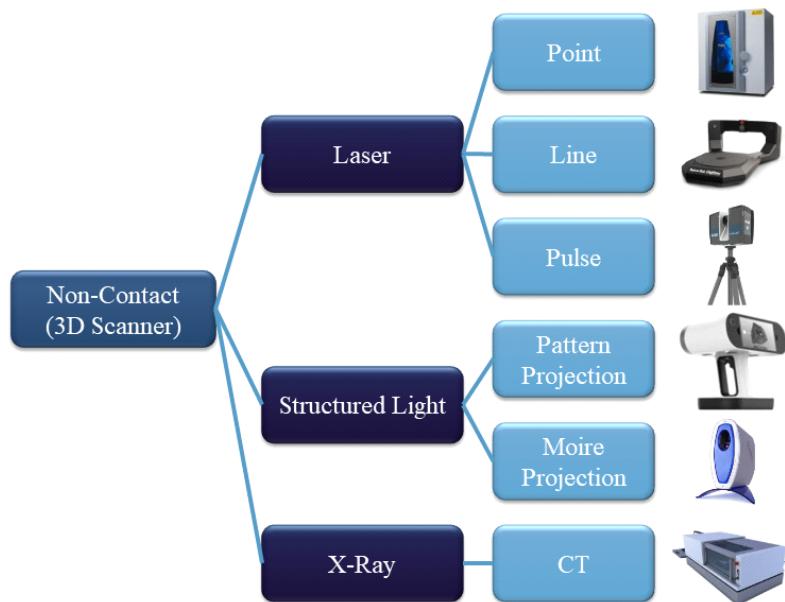 Point
Laser
Line
Pulse
Non-Contact
(3D Scanner)
Structured Light
Pattern
Projection
Moire
Projection
X-Ray
CT